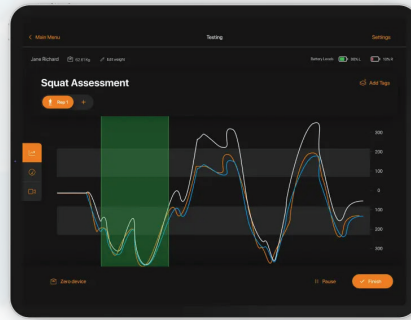 Main Menu
Testing
Settings
Jane Richard
Edit weight
Battery Levels
Squat Assessment
Add Tags
Rep 1
+
300
200
100
0
100
200
300
Zero device
Pause
Finish